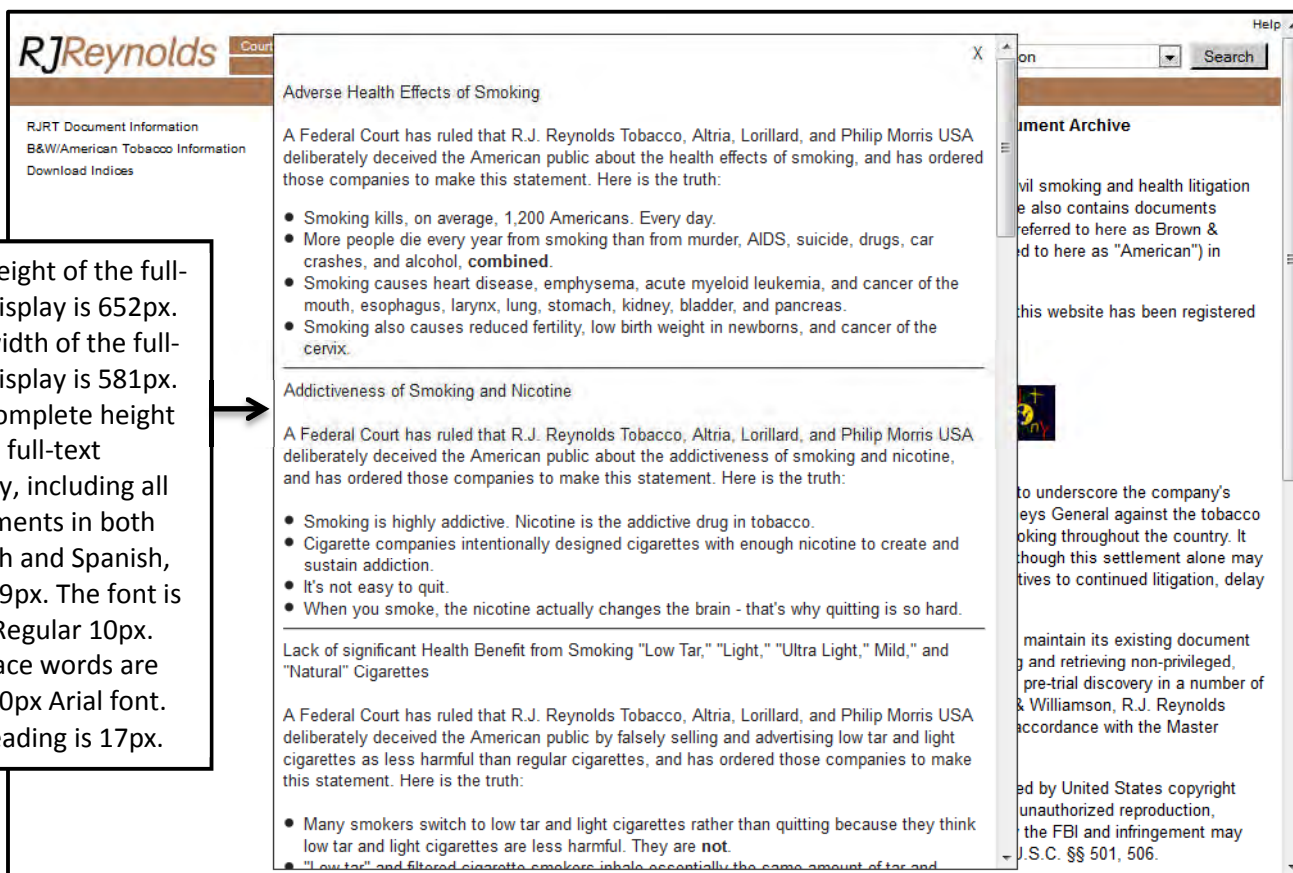 Help
RJReynolds
Court
on
Search
RJRT Document Information
B&W/American Tobacco Information
Download Indices
eight of the full-
isplay is 652px.
vidth of the full-
isplay is 581px.
omplete height
full-text
y, including all
ments in both
h and Spanish,
9px. The font is
Regular 10px.
ace words are
0px Arial font.
eading is 17px.
X
Adverse Health Effects of Smoking
A Federal Court has ruled that R.J. Reynolds Tobacco, Altria, Lorillard, and Philip Morris USA
deliberately deceived the American public about the health effects of smoking, and has ordered
those companies to make this statement. Here is the truth:
● Smoking kills, on average, 1,200 Americans. Every day.
● More people die every year from smoking than from murder, AIDS, suicide, drugs, car
crashes, and alcohol, combined.
● Smoking causes heart disease, emphysema, acute myeloid leukemia, and cancer of the
mouth, esophagus, larynx, lung, stomach, kidney, bladder, and pancreas.
● Smoking also causes reduced fertility, low birth weight in newborns, and cancer of the
cervix.
Addictiveness of Smoking and Nicotine
A Federal Court has ruled that R.J. Reynolds Tobacco, Altria, Lorillard, and Philip Morris USA
deliberately deceived the American public about the addictiveness of smoking and nicotine,
and has ordered those companies to make this statement. Here is the truth:
● Smoking is highly addictive. Nicotine is the addictive drug in tobacco.
● Cigarette companies intentionally designed cigarettes with enough nicotine to create and
sustain addiction.
● It's not easy to quit.
● When you smoke, the nicotine actually changes the brain - that's why quitting is so hard.
Lack of significant Health Benefit from Smoking "Low Tar," "Light," "Ultra Light," Mild," and
"Natural" Cigarettes
A Federal Court has ruled that R.J. Reynolds Tobacco, Altria, Lorillard, and Philip Morris USA
deliberately deceived the American public by falsely selling and advertising low tar and light
cigarettes as less harmful than regular cigarettes, and has ordered those companies to make
this statement. Here is the truth:
● Many smokers switch to low tar and light cigarettes rather than quitting because they think
low tar and light cigarettes are less harmful. They are not.
● "Low tar" and filtered cigarette smokers inhale essentially the same amount of tar and
ument Archive
vil smoking and health litigation
e also contains documents
referred to here as Brown &
ed to here as "American") in
this website has been registered
to underscore the company's
eys General against the tobacco
oking throughout the country. It
though this settlement alone may
tives to continued litigation, delay
maintain its existing document
g and retrieving non-privileged,
pre-trial discovery in a number of
& Williamson, R.J. Reynolds
accordance with the Master
ed by United States copyright
unauthorized reproduction,
the FBI and infringement may
J.S.C. §§ 501, 506.